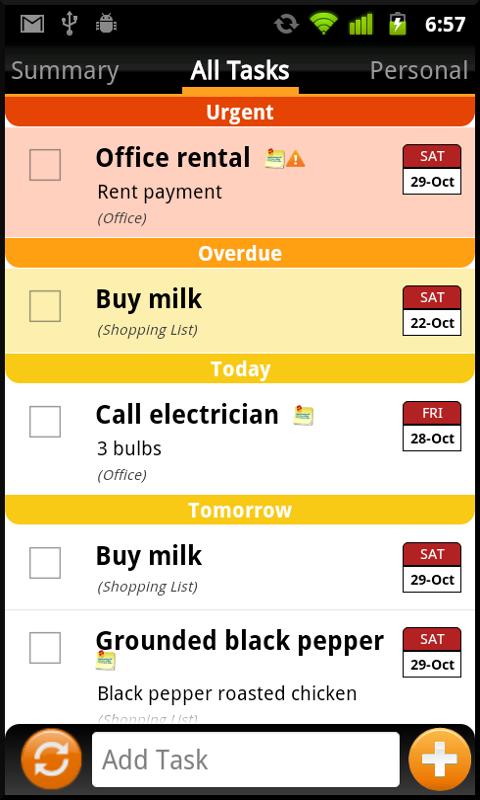 6:57
Summary All Tasks Personal
Urgent
Office rental
SAT
29-Oct
Rent payment
(Office)
Overdue
Buy milk
SAT
22-Oct
(Shopping List)
Today
Call electrician
FRI
28-Oct
3 bulbs
(Office)
Tomorrow
Buy milk
SAT
29-Oct
(Shopping List)
Grounded black pepper
SAT
29-Oct
Black pepper roasted chicken
(Shopping List)
Add Task